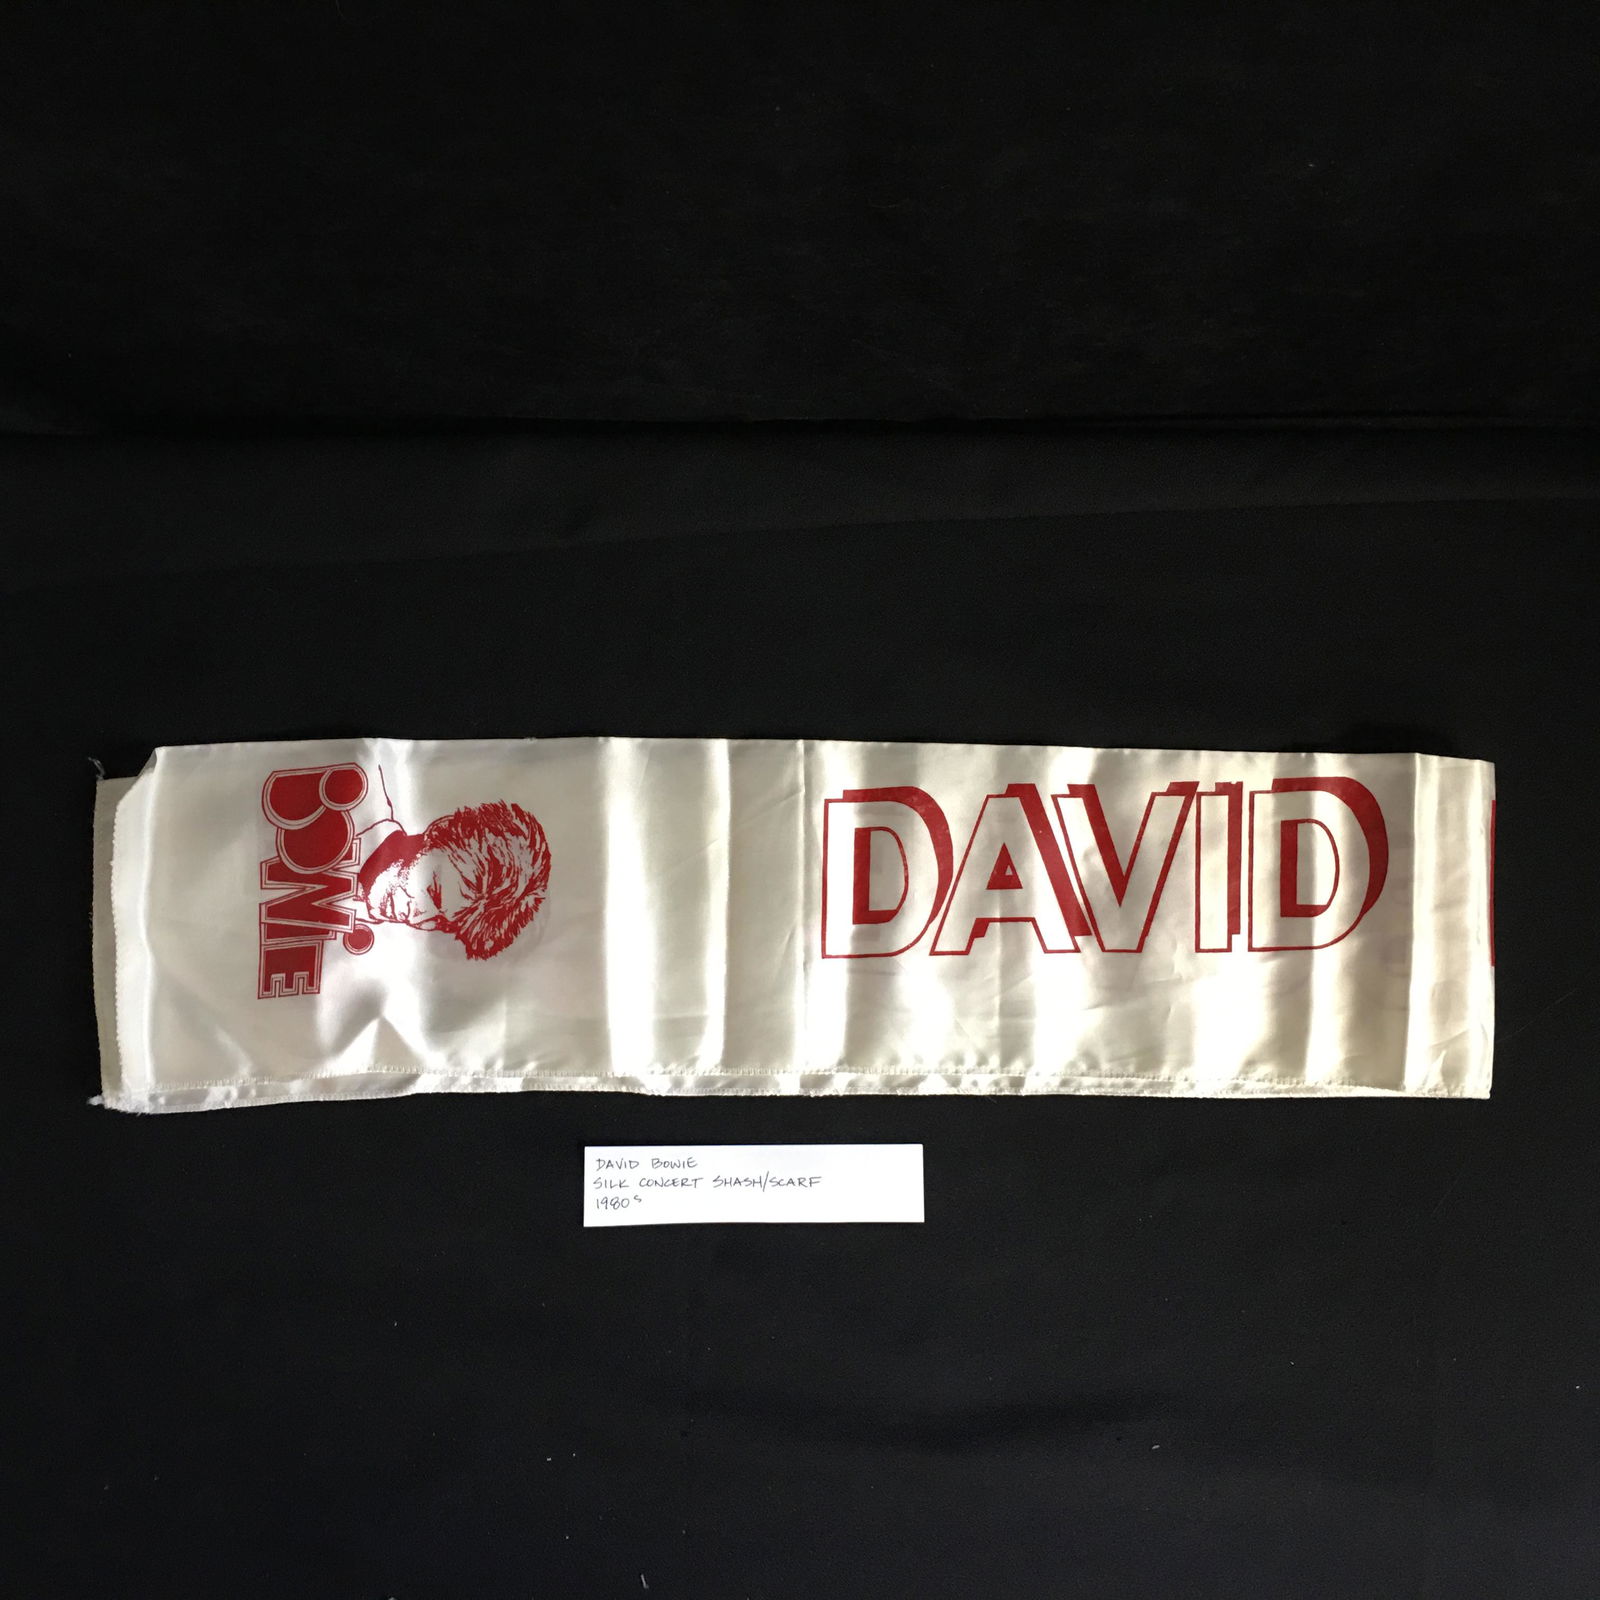 BOWIE
DAVID
DAVID BOWIE
SILK CONCERT SHASH/SCARF
1980s